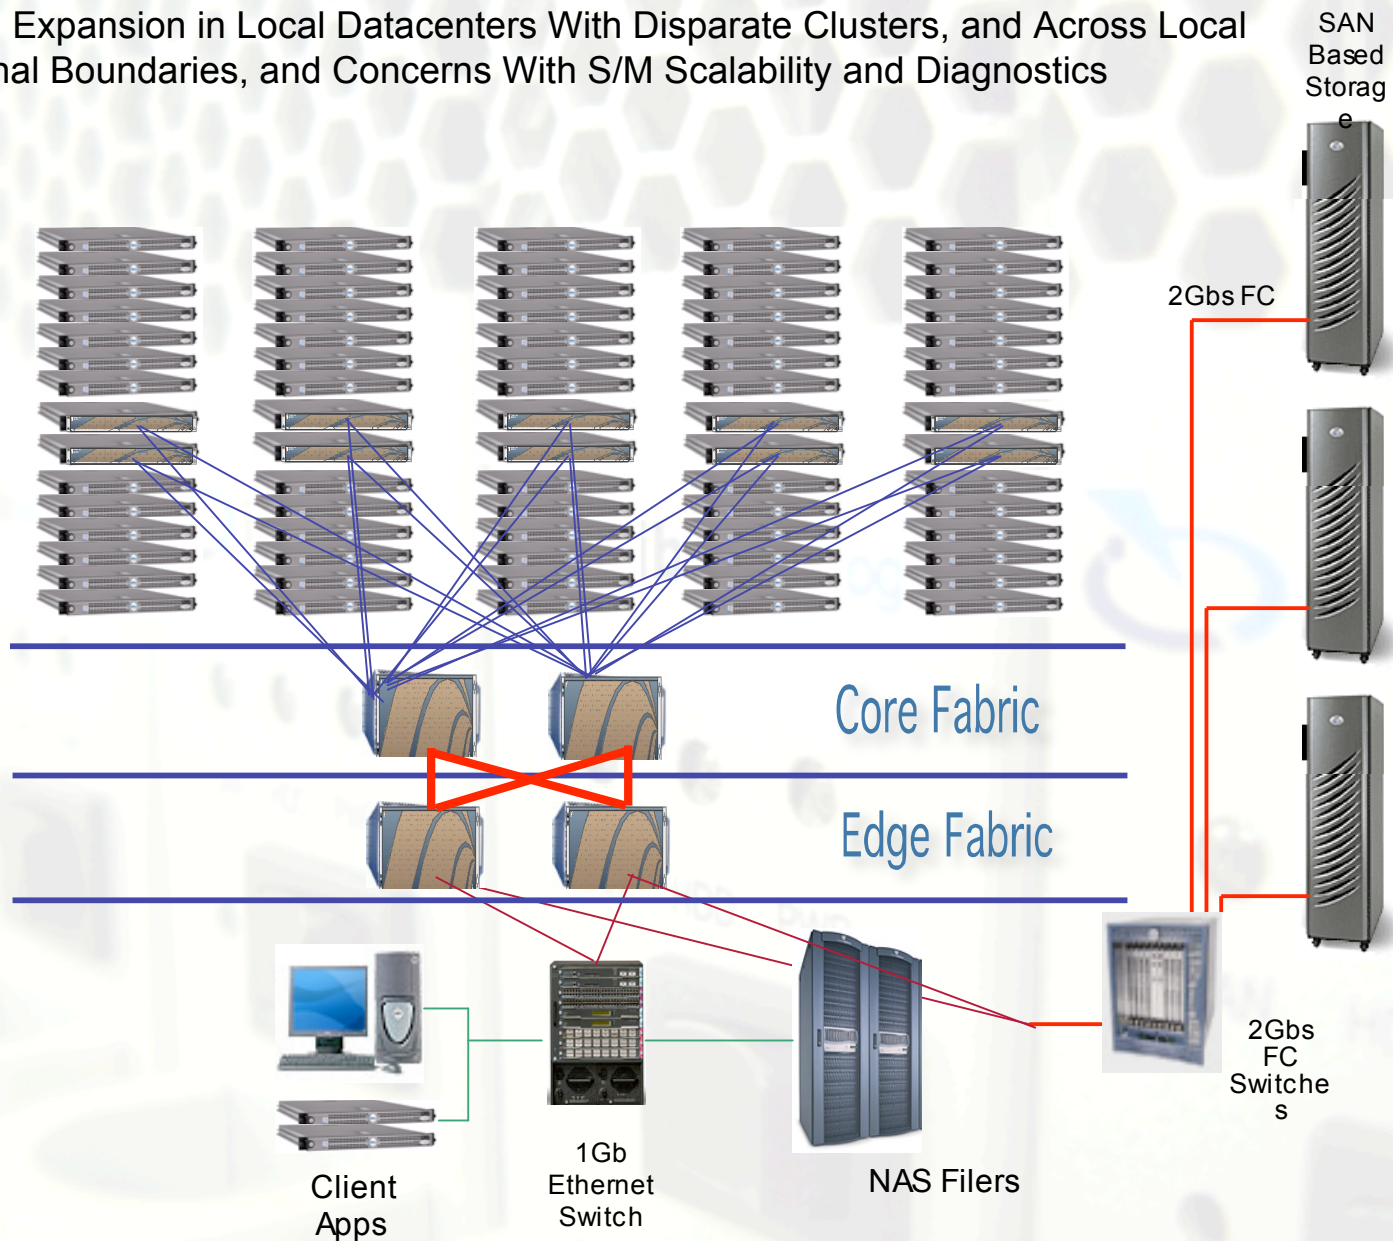 Expansion in Local Datacenters With Disparate Clusters, and Across Local
nal Boundaries, and Concerns With S/M Scalability and Diagnostics
SAN
Based
Storag
e
2Gbs FC
Core Fabric
Edge Fabric
2Gbs
FC
Switche
s
1Gb
Ethernet
Switch
NAS Filers
Client
Apps